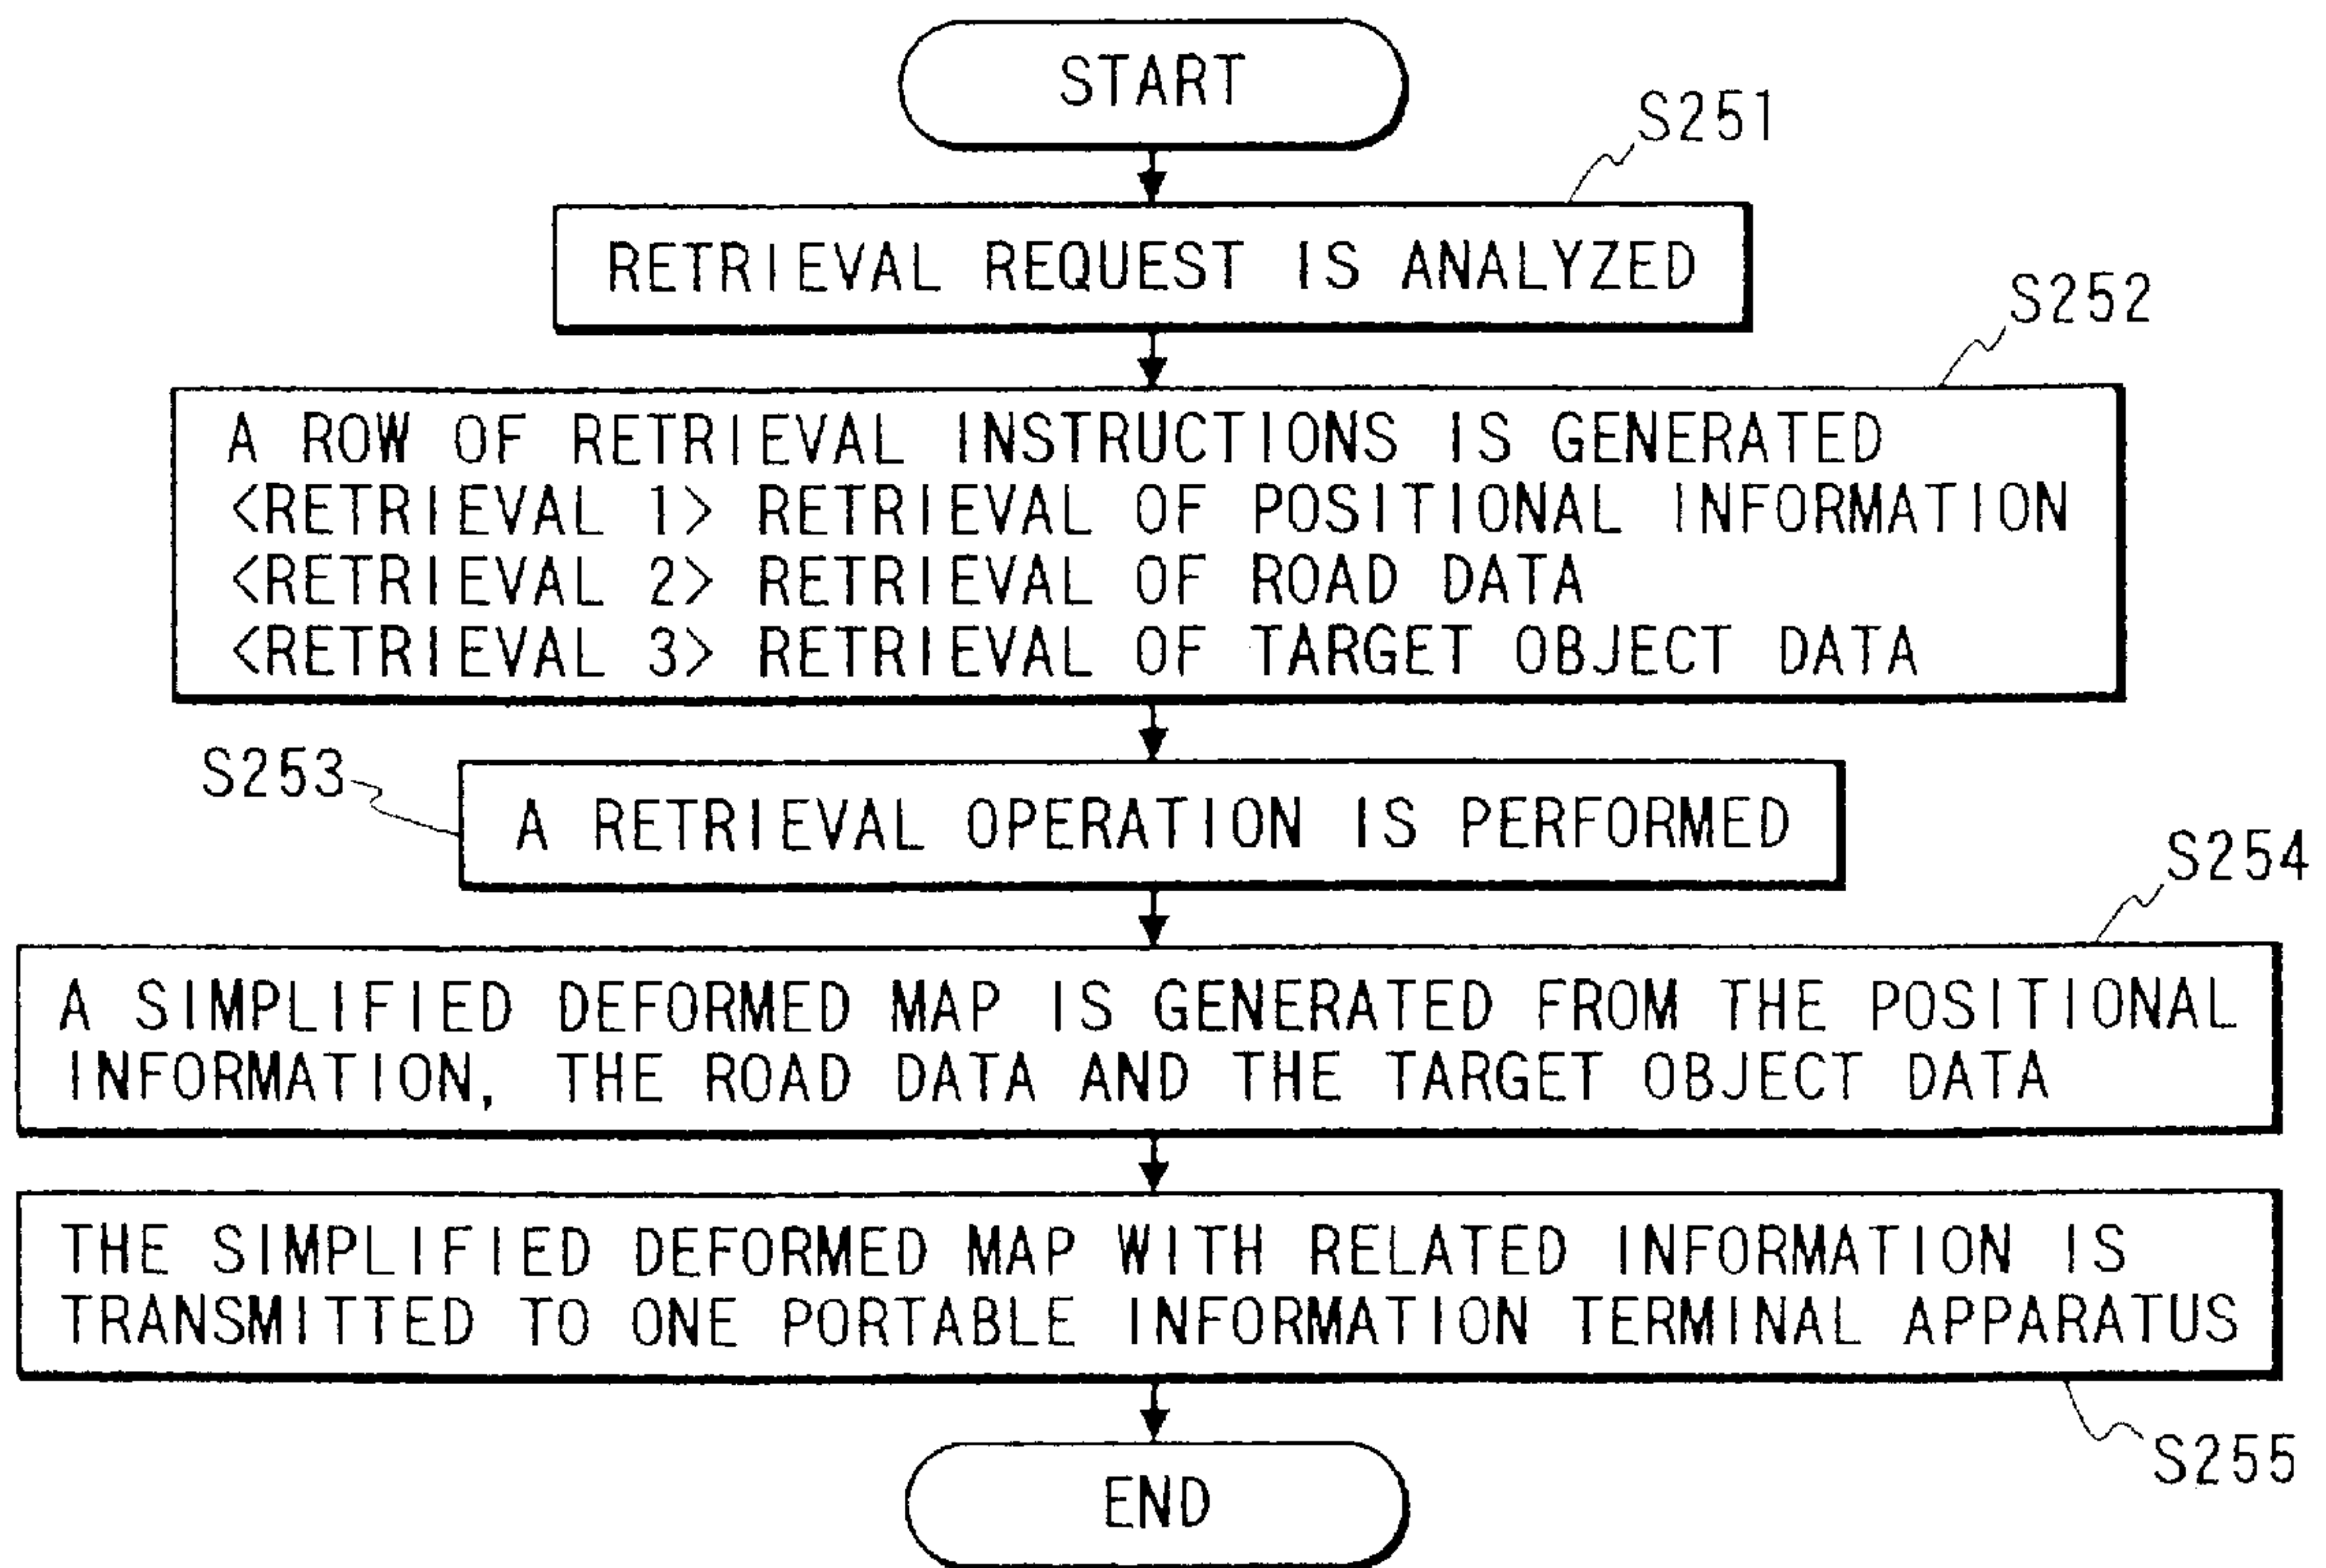 START
S251
RETRIEVAL REQUEST IS ANALYZED
S252
A ROW OF RETRIEVAL INSTRUCTIONS IS GENERATED
<RETRIEVAL 1> RETRIEVAL OF POSITIONAL INFORMATION
<RETRIEVAL 2> RETRIEVAL OF ROAD DATA
<RETRIEVAL 3> RETRIEVAL OF TARGET OBJECT DATA
S253
A RETRIEVAL OPERATION IS PERFORMED
S254
A SIMPLIFIED DEFORMED MAP IS GENERATED FROM THE POSITIONAL
INFORMATION, THE ROAD DATA AND THE TARGET OBJECT DATA
THE SIMPLIFIED DEFORMED MAP WITH RELATED INFORMATION IS
TRANSMITTED TO ONE PORTABLE INFORMATION TERMINAL APPARATUS
S255
END